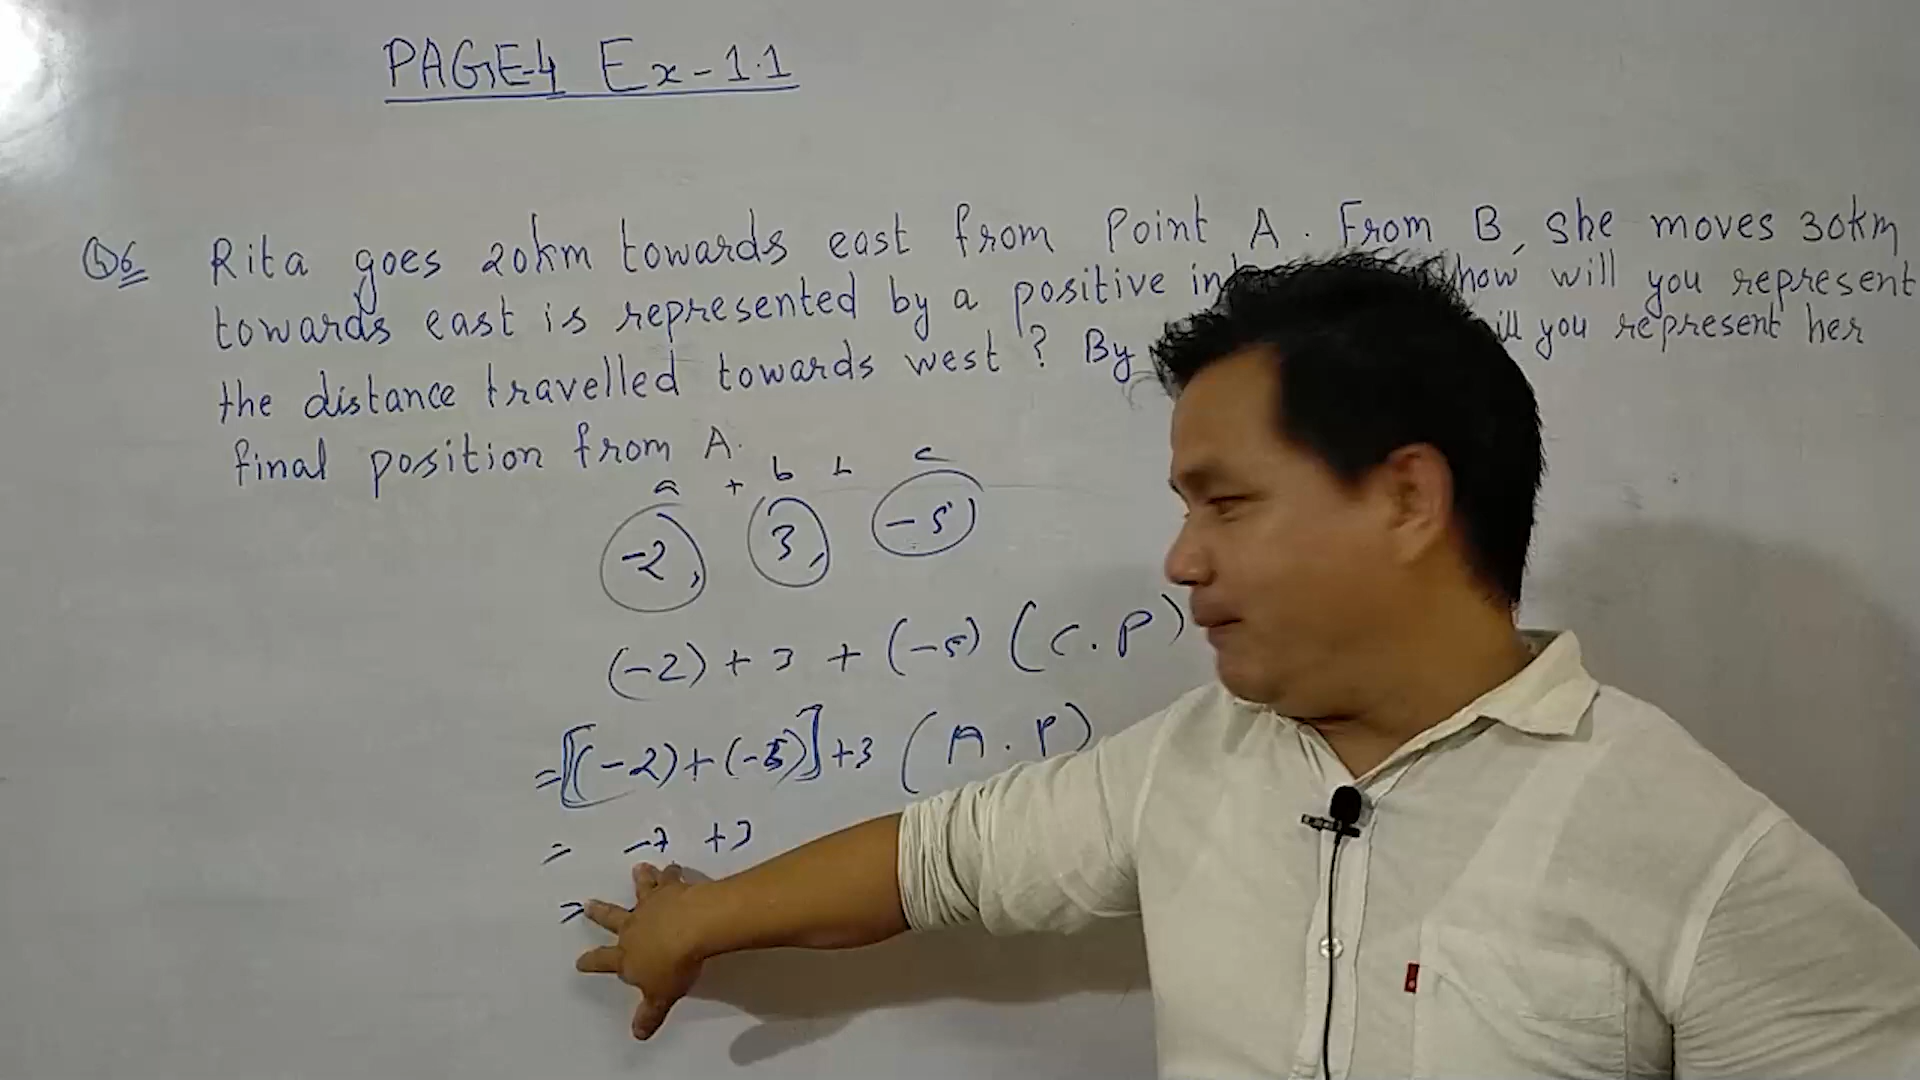 PAGE-4 Ex-1.1
Q6 Rita goes 20km towards east from Point A. From B, she moves 30km
towards east is represented by a positive how will you represent
the distance travelled towards west? By will you represent her
final position from A.
a + b + c
-2, 3, -5
(-2) + 3 + (-5) (C.P)
= [(-2)+(-5)] +3 (A.P)
= -7 +3
=